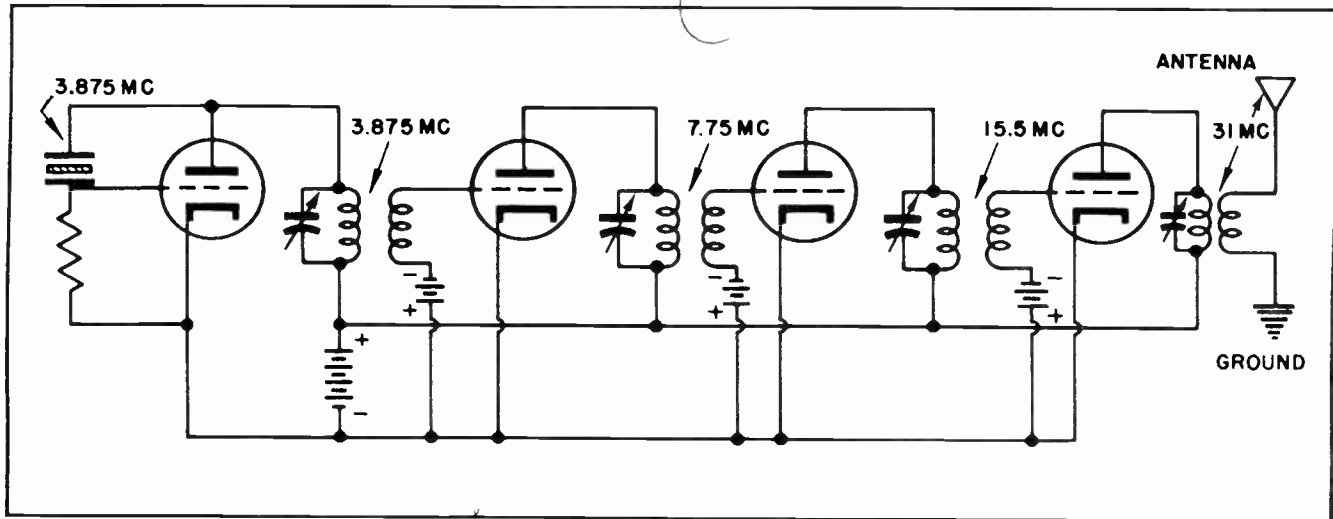 3.875 MC
3.875 MC
7.75 MC
15.5 MC
ANTENNA
31 MC
GROUND
+
-
-
+
-
+
-
+